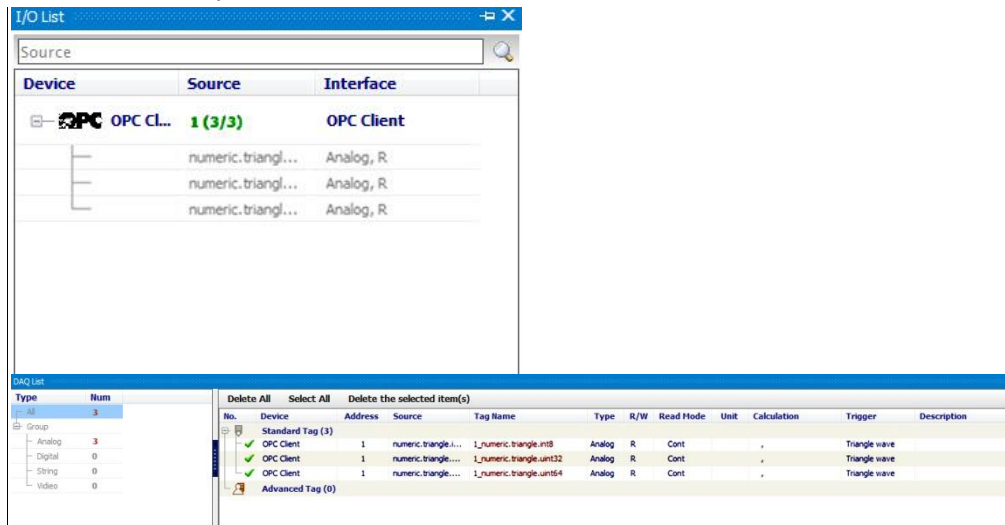 I/O List
Source
Device Source Interface
OPC OPC Cl... 1 (3/3) OPC Client
numeric.triangl... Analog, R
numeric.triangl... Analog, R
numeric.triangl... Analog, R
DAQ List
Type Num
All 3
Group
Analog 3
Digital 0
String 0
Video 0
Delete All Select All Delete the selected item(s)
No. Device Address Source Tag Name Type R/W Read Mode Unit Calculation Trigger Description
Standard Tag (3)
OPC Client 1 numeric.triangle.i... 1_numeric.triangle.int8 Analog R Cont , Triangle wave
OPC Client 1 numeric.triangle.... 1_numeric.triangle.uint32 Analog R Cont , Triangle wave
OPC Client 1 numeric.triangle.... 1_numeric.triangle.uint64 Analog R Cont , Triangle wave
Advanced Tag (0)